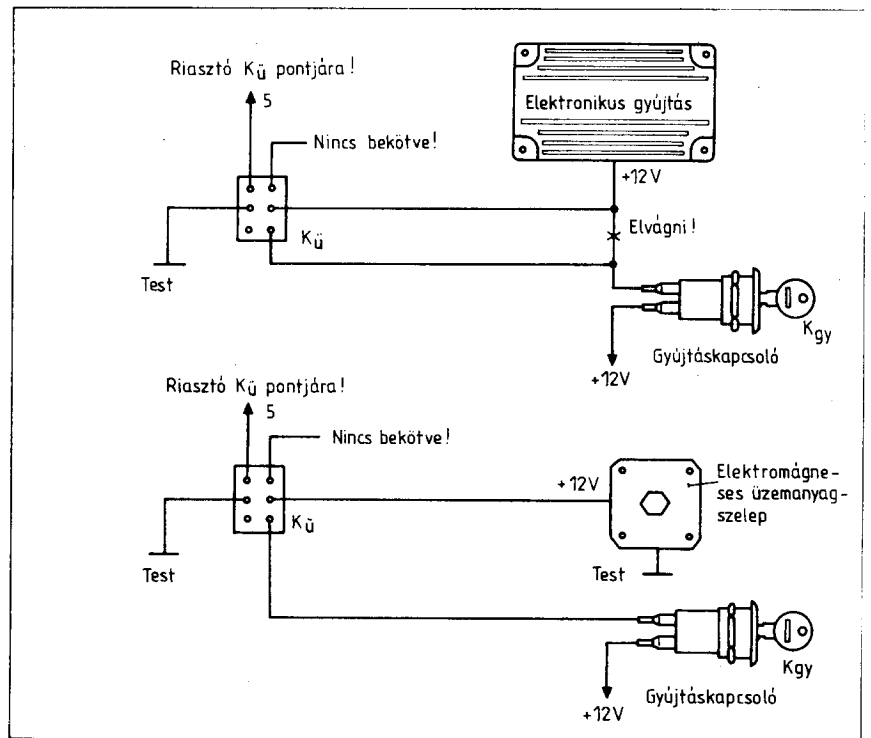 Riasztó Kü pontjára!
5
Nincs bekötve!
Elektronikus gyújtás
+12V
Elvágni!
Kü
Test
Kgy
Gyújtáskapcsoló
+12V
Riasztó Kü pontjára!
5
Nincs bekötve!
+12V
Elektromágne-
ses üzemanyag-
szelep
Kü
Test
Test
Kgy
Gyújtáskapcsoló
+12V